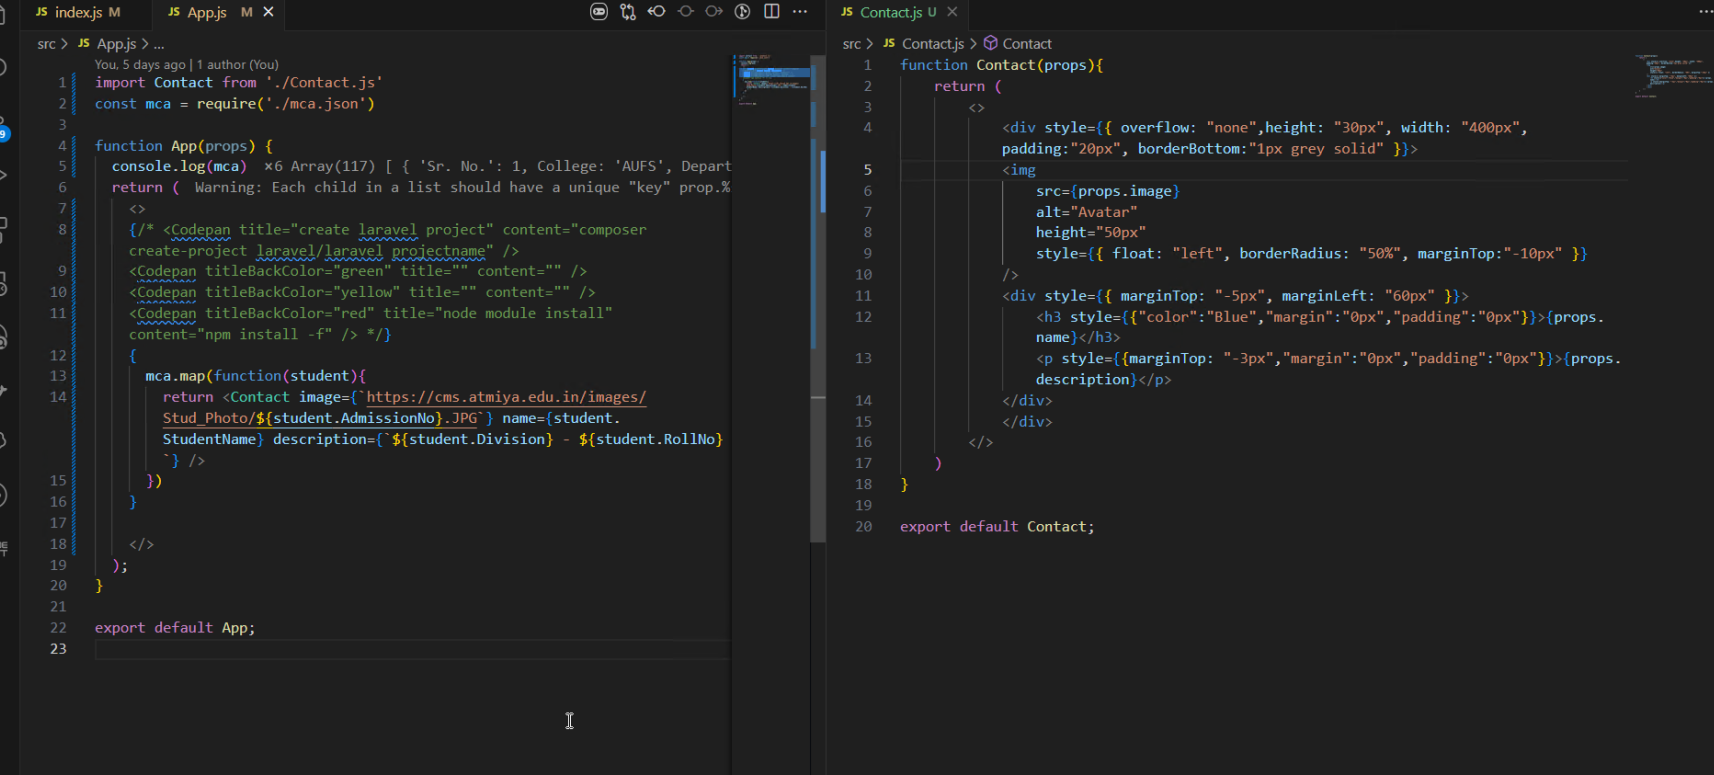 JS index.js M
JS App.js M ×
src > JS App.js > ...
You, 5 days ago | 1 author (You)
1 import Contact from './Contact.js'
2 const mca = require('./mca.json')
3
4 function App(props) {
5 console.log(mca) ×6 Array(117) [ { 'Sr. No.': 1, College: 'AUFS', Depart
6 return ( Warning: Each child in a list should have a unique "key" prop.%
7 <>
8 {/* <Codepan title="create laravel project" content="composer
create-project laravel/laravel projectname" />
9 <Codepan titleBackColor="green" title="" content="" />
10 <Codepan titleBackColor="yellow" title="" content="" />
11 <Codepan titleBackColor="red" title="node module install"
content="npm install -f" /> */}
12 {
13 mca.map(function(student){
14 return <Contact image={`https://cms.atmiya.edu.in/images/
Stud_Photo/${student.AdmissionNo}.JPG`} name={student.
StudentName} description={`${student.Division} - ${student.RollNo}
`} />
15 })
16 }
17
18 </>
19 );
20 }
21
22 export default App;
23
9
JS Contact.js U ×
src > JS Contact.js > Contact
1 function Contact(props){
2 return (
3 <>
4 <div style={{ overflow: "none",height: "30px", width: "400px",
padding:"20px", borderBottom:"1px grey solid" }}>
5 <img
6 src={props.image}
7 alt="Avatar"
8 height="50px"
9 style={{ float: "left", borderRadius: "50%", marginTop:"-10px" }}
10 />
11 <div style={{ marginTop: "-5px", marginLeft: "60px" }}>
12 <h3 style={{"color":"Blue","margin":"0px","padding":"0px"}}>{props.
name}</h3>
13 <p style={{marginTop: "-3px","margin":"0px","padding":"0px"}}>{props.
description}</p>
14 </div>
15 </div>
16 </>
17 )
18 }
19
20 export default Contact;